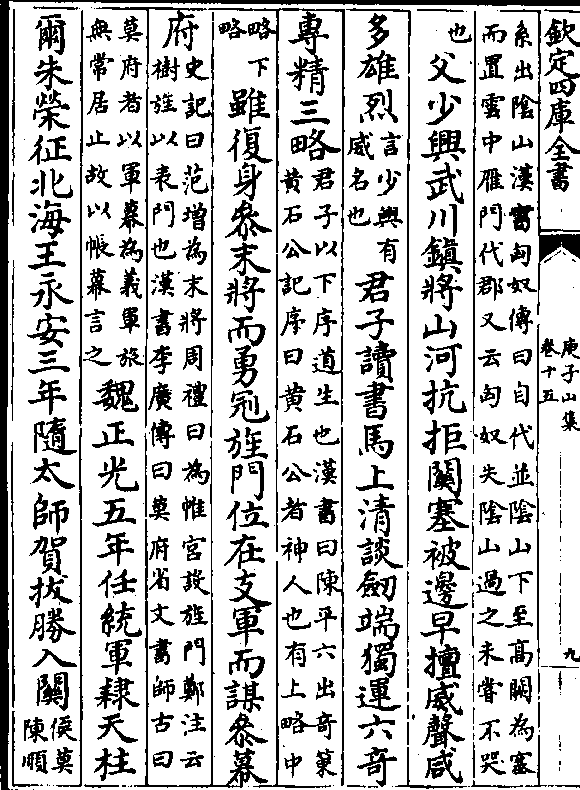 欽定四庫全書
庾子山集
卷十五
九
系出陰山漢書匈奴傳曰自代並陰山下至高闕為塞
而置雲中雁門代郡又云匈奴失陰山過之未嘗不哭
也
父少興武川鎮將山河抗拒關塞被邊早擅威聲咸
多雄烈
言少興有
威名也
君子讀書馬上清談劒端獨運六奇
專精三略
君子以下序道生也漢書曰陳平六出奇策
黃石公記序曰黃石公者神人也有上略中
略下
略
雖復身叅末將而勇冠旌門位在支軍而謀叅幕
府
史記曰范增為末將周禮曰為帷宮設旌門鄭注云
樹旌以表門也漢書李廣傳曰莫府省文書師古曰
莫府者以軍幕為義軍旅
無常居止故以帳幕言之
魏正光五年任統軍隸天柱
爾朱榮征北海王永安三年隨太師賀拔勝入關
侯莫
陳順